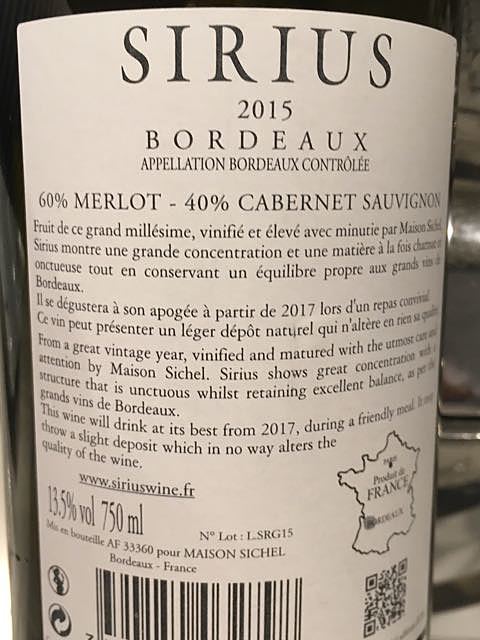 SIRIUS
2015
BORDEAUX
APPELLATION BORDEAUX CONTRÔLÉE
60% MERLOT - 40% CABERNET SAUVIGNON
Fruit de ce grand millésime, vinifié et élevé avec minutie par Maison Sichel,
Sirius montre une grande concentration et une matière à la fois charnue et
onctueuse tout en conservant un équilibre propre aux grands vins de
Bordeaux.
Il se dégustera à son apogée à partir de 2017 lors d'un repas convivial.
Ce vin peut présenter un léger dépôt naturel qui n'altère en rien sa qualité.
From a great vintage year, vinified and matured with the utmost care and
attention by Maison Sichel. Sirius shows great concentration with a
structure that is unctuous whilst retaining excellent balance, as per the
grands vins de Bordeaux.
This wine will drink at its best from 2017, during a friendly meal. It may
throw a slight deposit which in no way alters the
quality of the wine.
www.siriuswine.fr
13.5% vol 750 ml
N° Lot : L.SRG15
Mis en bouteille AF 33360 pour MAISON SICHEL
Bordeaux - France
PARIS
Produit de
FRANCE
BORDEAUX
7